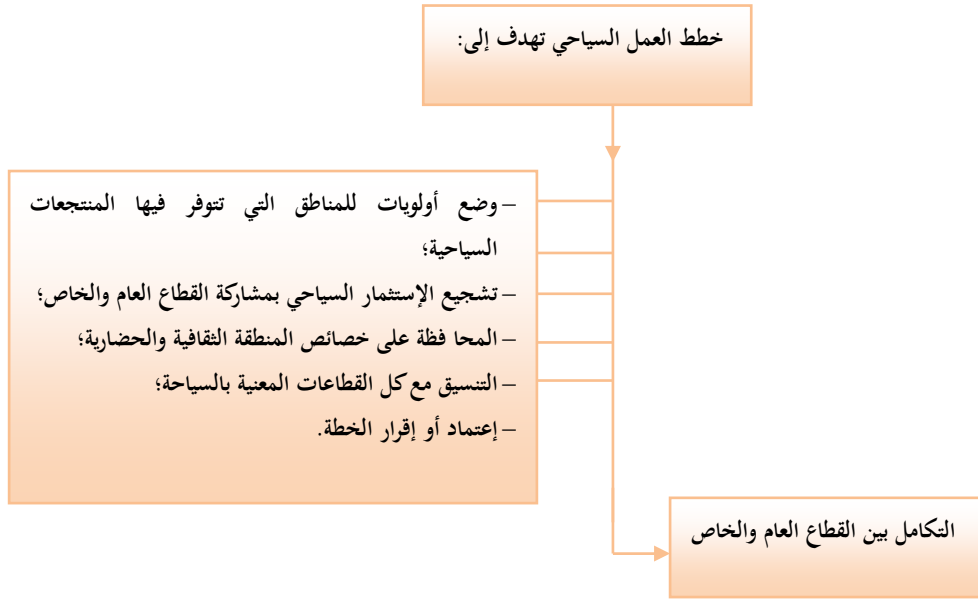 خطط العمل السياحي تهدف إلى:
– وضع أولويات للمناطق التي تتوفر فيها المنتجعات
السياحية؛
– تشجيع الإستثمار السياحي بمشاركة القطاع العام والخاص؛
– المحا فظة على خصائص المنطقة الثقافية والحضارية؛
– التنسيق مع كل القطاعات المعنية بالسياحة؛
– إعتماد أو إقرار الخطة.
التكامل بين القطاع العام والخاص